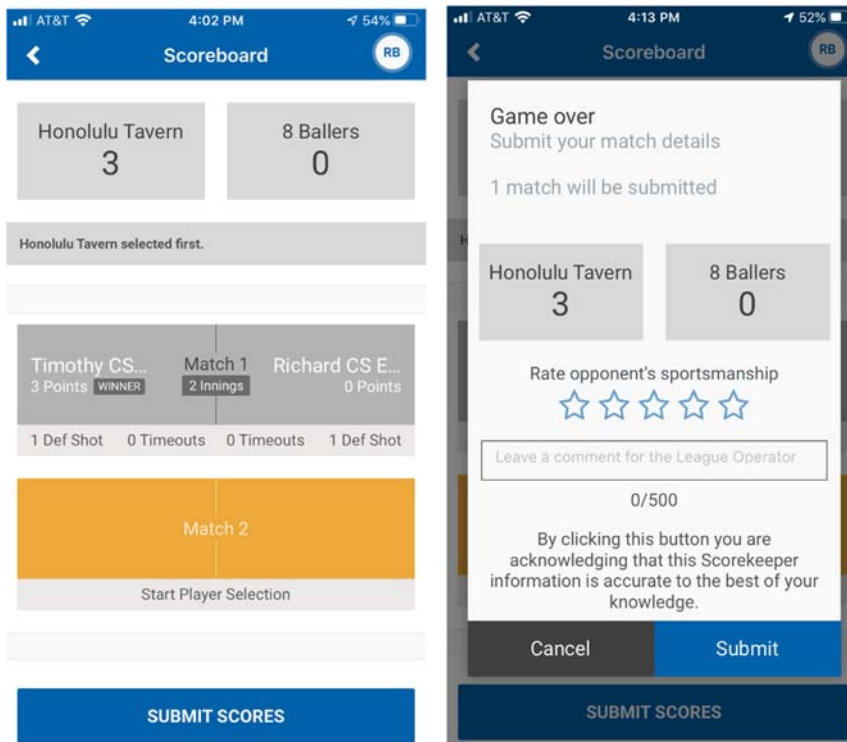 AT&T 4:02 PM 54%
Scoreboard RB
Honolulu Tavern 8 Ballers
3 0
Honolulu Tavern selected first.
Timothy CS... Match 1 Richard CS E...
3 Points WINNER 2 Innings 0 Points
1 Def Shot 0 Timeouts 0 Timeouts 1 Def Shot
Match 2
Start Player Selection
SUBMIT SCORES
AT&T 4:13 PM 52%
Scoreboard RB
Game over
Submit your match details
1 match will be submitted
H
Honolulu Tavern 8 Ballers
3 0
Rate opponent's sportsmanship
Leave a comment for the League Operator
0/500
By clicking this button you are
acknowledging that this Scorekeeper
information is accurate to the best of your
knowledge.
Cancel Submit
SUBMIT SCORES